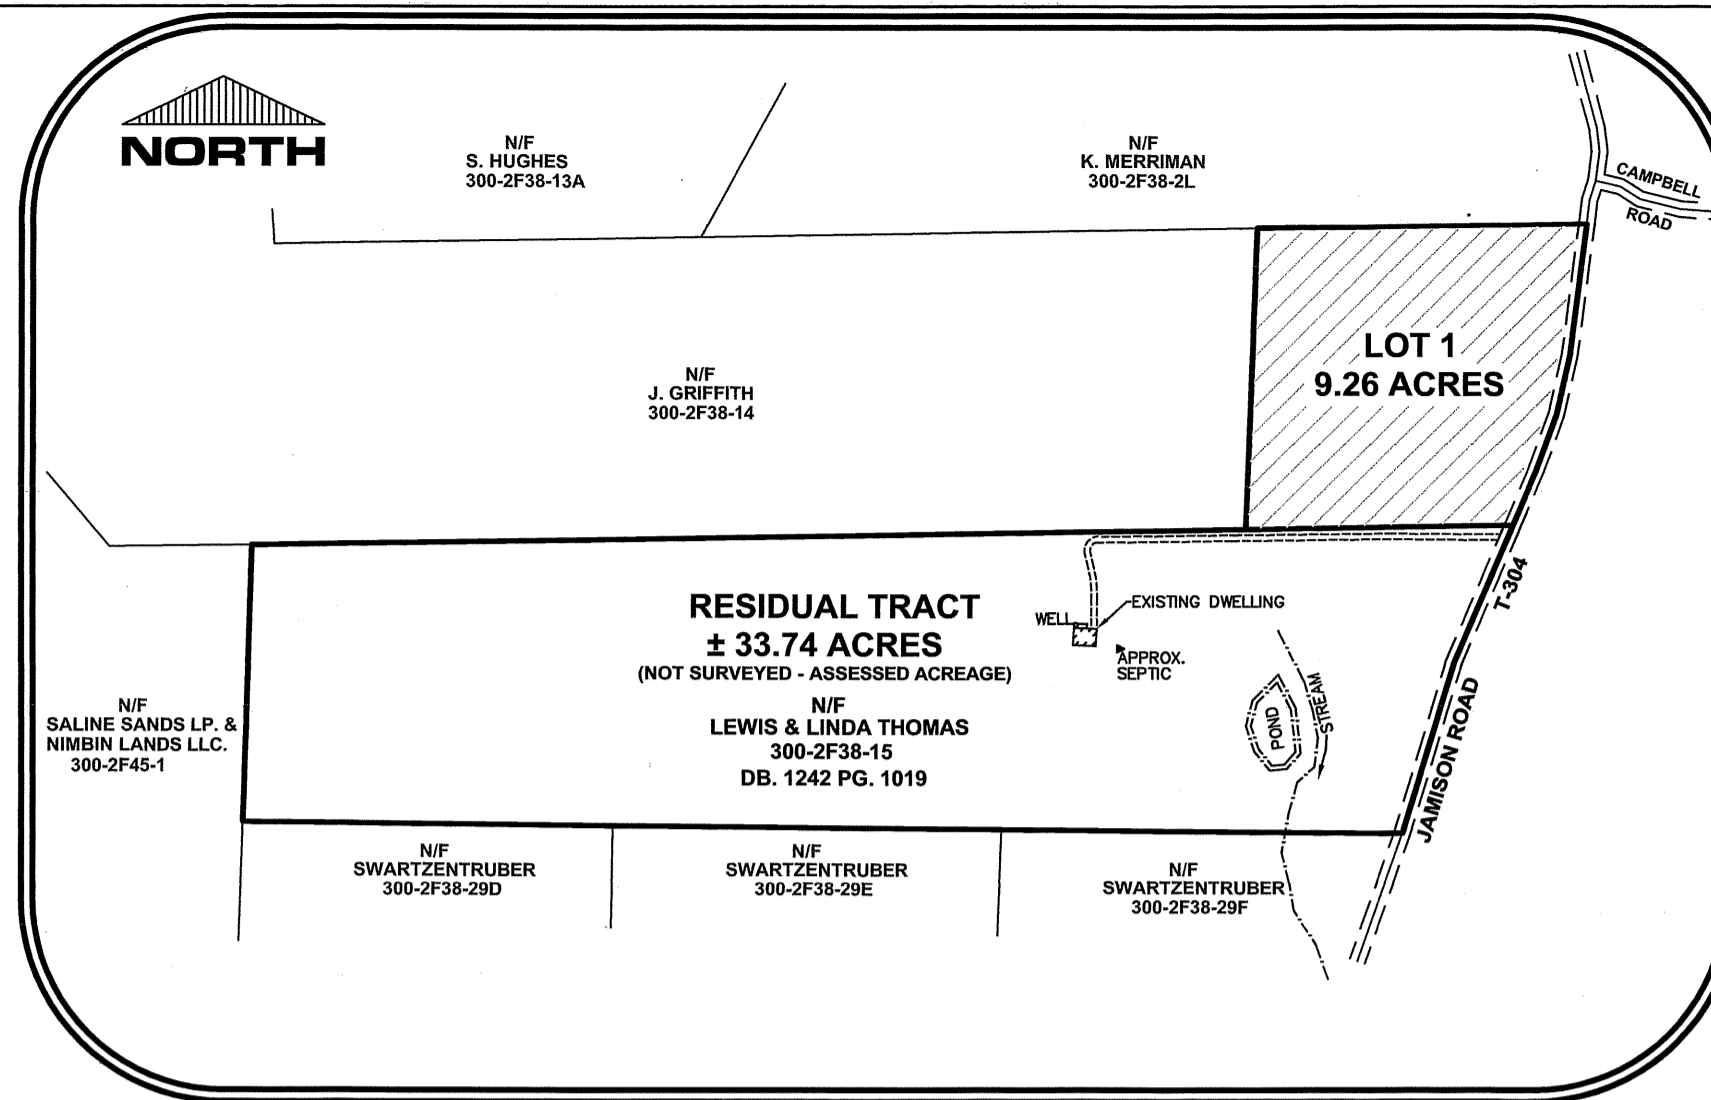 NORTH
N/F
S. HUGHES
300-2F38-13A
N/F
K. MERRIMAN
300-2F38-2L
CAMPBELL
ROAD
LOT 1
9.26 ACRES
N/F
J. GRIFFITH
300-2F38-14
RESIDUAL TRACT
± 33.74 ACRES
(NOT SURVEYED - ASSESSED ACREAGE)
N/F
LEWIS & LINDA THOMAS
300-2F38-15
DB. 1242 PG. 1019
WELL
EXISTING DWELLING
APPROX.
SEPTIC
POND
STREAM
T-304
JAMISON ROAD
N/F
SALINE SANDS LP. &
NIMBIN LANDS LLC.
300-2F45-1
N/F
SWARTZENTRUBER
300-2F38-29D
N/F
SWARTZENTRUBER
300-2F38-29E
N/F
SWARTZENTRUBER
300-2F38-29F